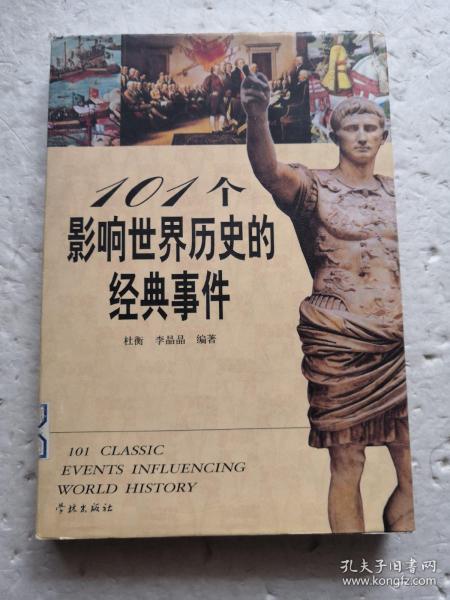 101个
影响世界历史的
经典事件
杜衡 李晶晶 编著
101 CLASSIC
EVENTS INFLUENCING
WORLD HISTORY
学林出版社
孔夫子旧书网
www.kongfz.com